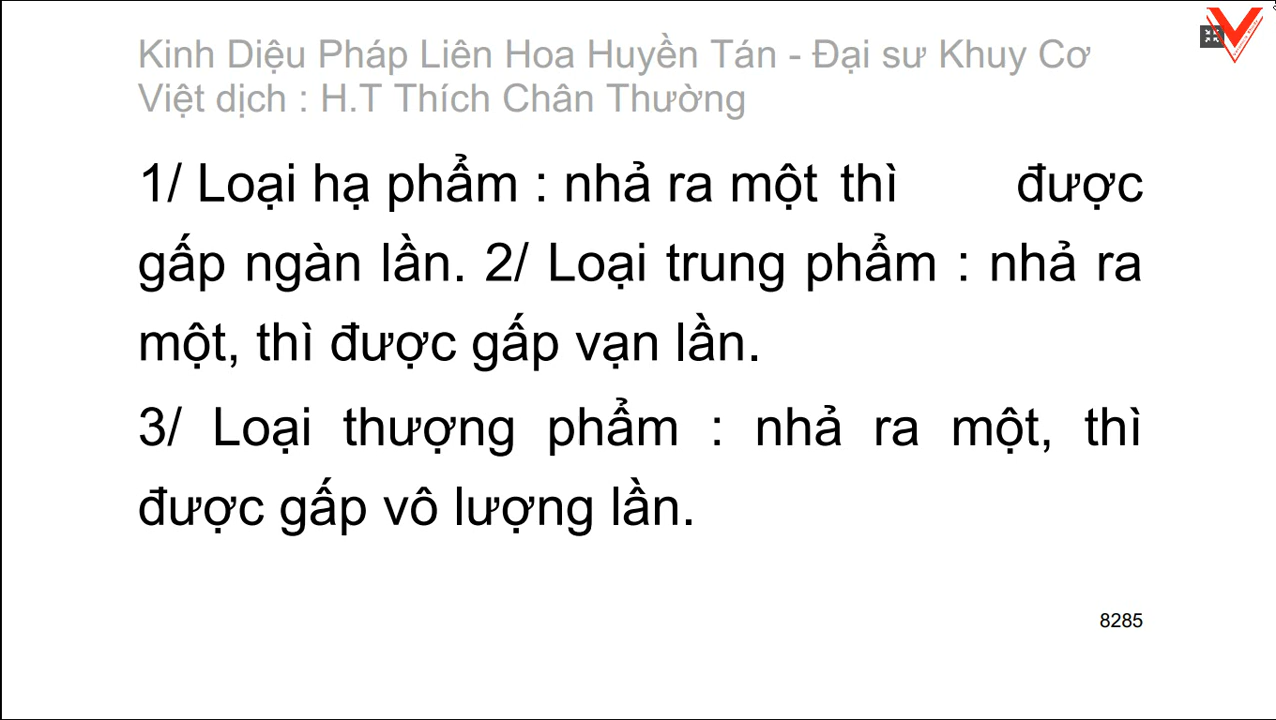 Kinh Diệu Pháp Liên Hoa Huyền Tán - Đại sư Khuy Cơ
Việt dịch : H.T Thích Chân Thường
1/ Loại hạ phẩm : nhả ra một thì được
gấp ngàn lần. 2/ Loại trung phẩm : nhả ra
một, thì được gấp vạn lần.
3/ Loại thượng phẩm : nhả ra một, thì
được gấp vô lượng lần.
8285